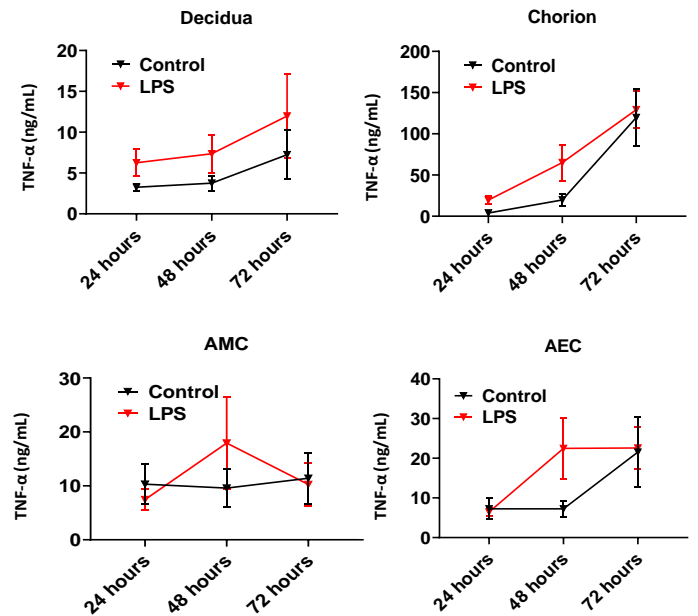 Decidua
TNF-α (ng/mL)
20
15
10
5
0
Control
LPS
24 hours
48 hours
72 hours
Chorion
TNF-α (ng/mL)
200
150
100
50
0
Control
LPS
24 hours
48 hours
72 hours
AMC
TNF-α (ng/mL)
30
20
10
0
Control
LPS
24 hours
48 hours
72 hours
AEC
TNF-α (ng/mL)
40
30
20
10
0
Control
LPS
24 hours
48 hours
72 hours